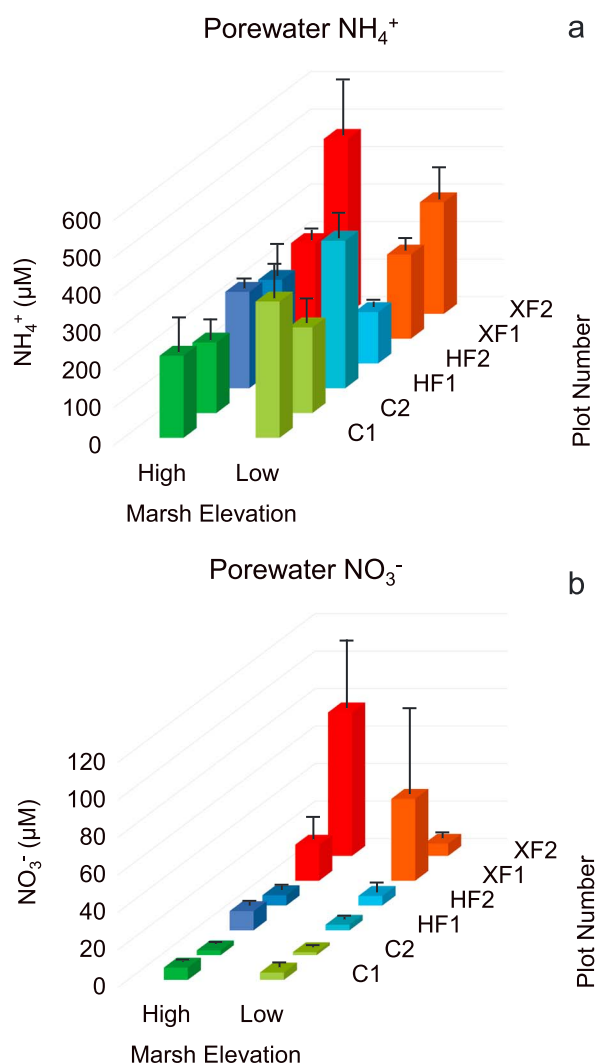 Porewater NH₄⁺
a
600
500
400
300
200
100
0
NH₄⁺ (µM)
XF2
XF1
HF2
HF1
C2
C1
Plot Number
High Low
Marsh Elevation
Porewater NO₃⁻
b
120
100
80
60
40
20
0
NO₃⁻ (µM)
XF2
XF1
HF2
HF1
C2
C1
Plot Number
High Low
Marsh Elevation